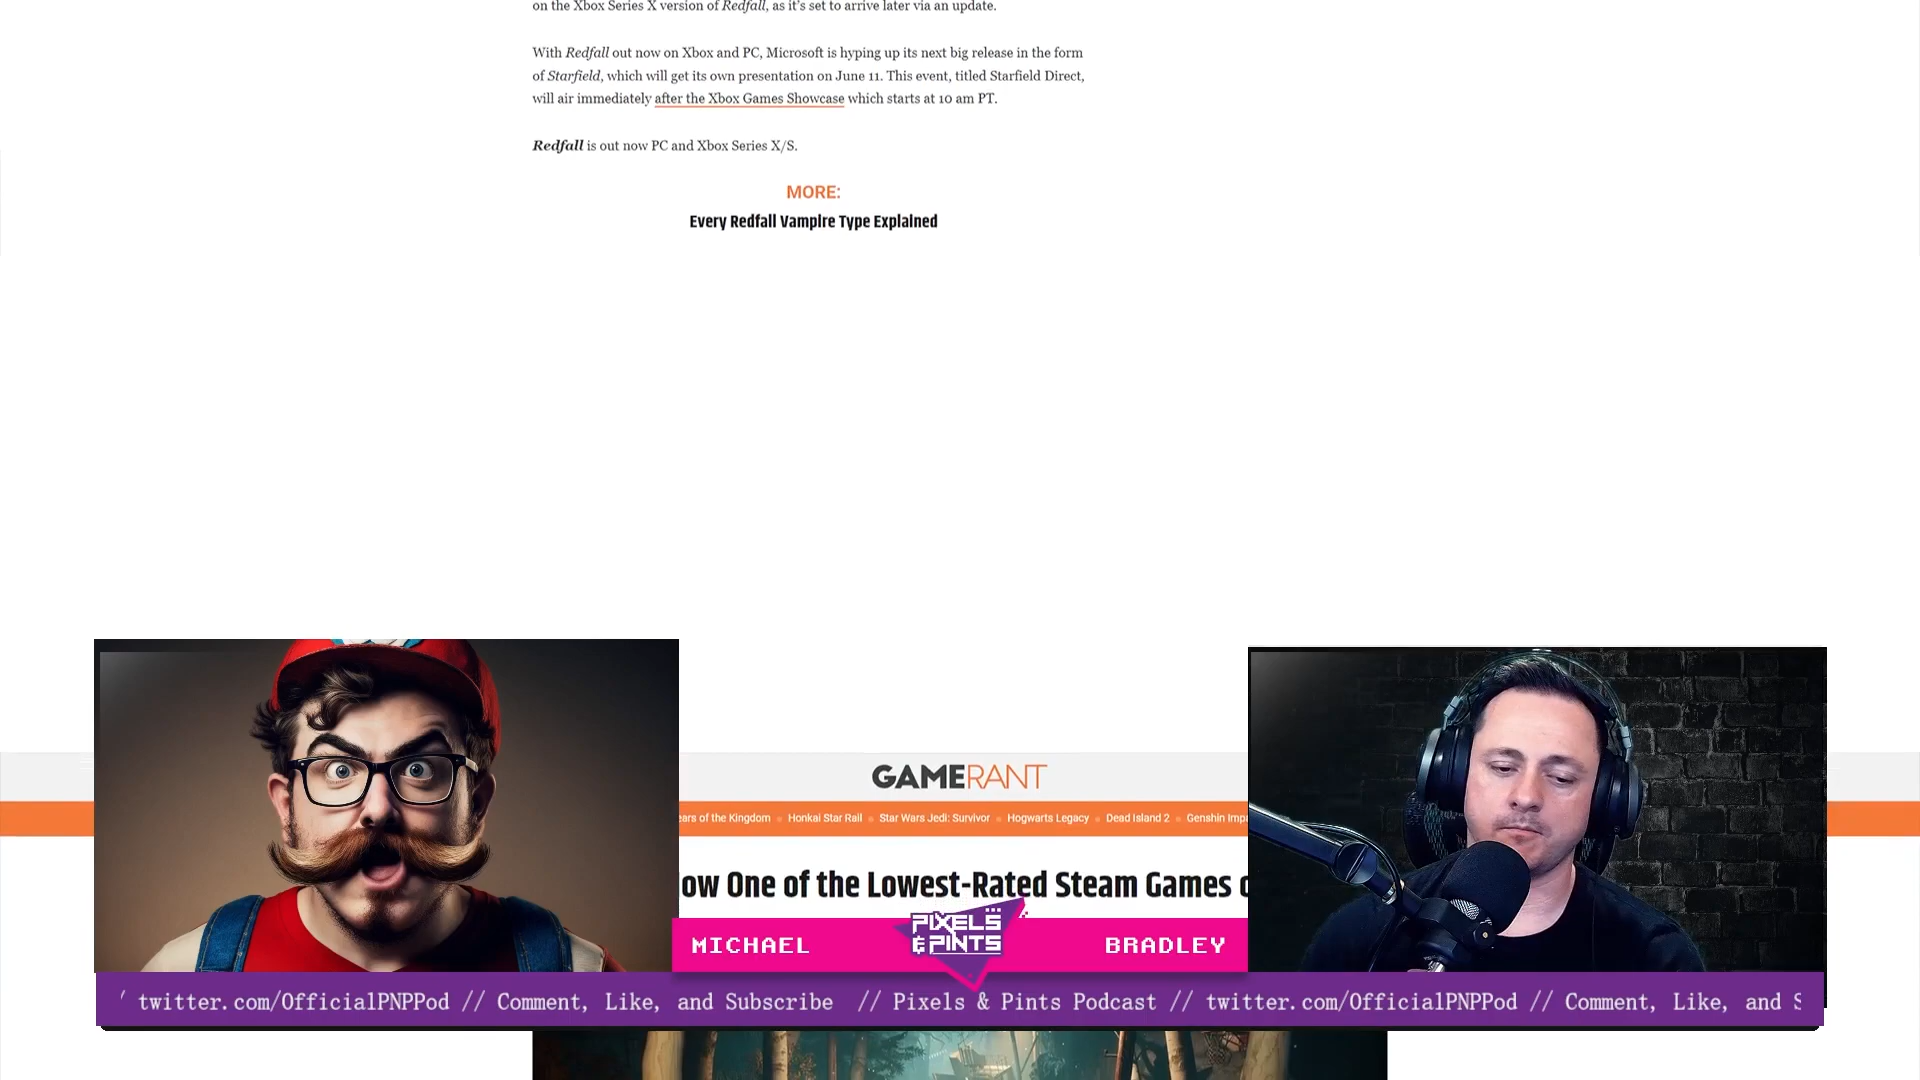 on the Xbox Series X version of Redfall, as it's set to arrive later via an update.
With Redfall out now on Xbox and PC, Microsoft is hyping up its next big release in the form
of Starfield, which will get its own presentation on June 11. This event, titled Starfield Direct,
will air immediately after the Xbox Games Showcase which starts at 10 am PT.
Redfall is out now PC and Xbox Series X/S.
MORE:
Every Redfall Vampire Type Explained
GAMERANT
ears of the Kingdom Honkai Star Rail Star Wars Jedi: Survivor Hogwarts Legacy Dead Island 2 Genshin Imp
ow One of the Lowest-Rated Steam Games o
PIXELS
& PINTS
MICHAEL
BRADLEY
/ twitter.com/OfficialPNPPod // Comment, Like, and Subscribe // Pixels & Pints Podcast // twitter.com/OfficialPNPPod // Comment, Like, and S